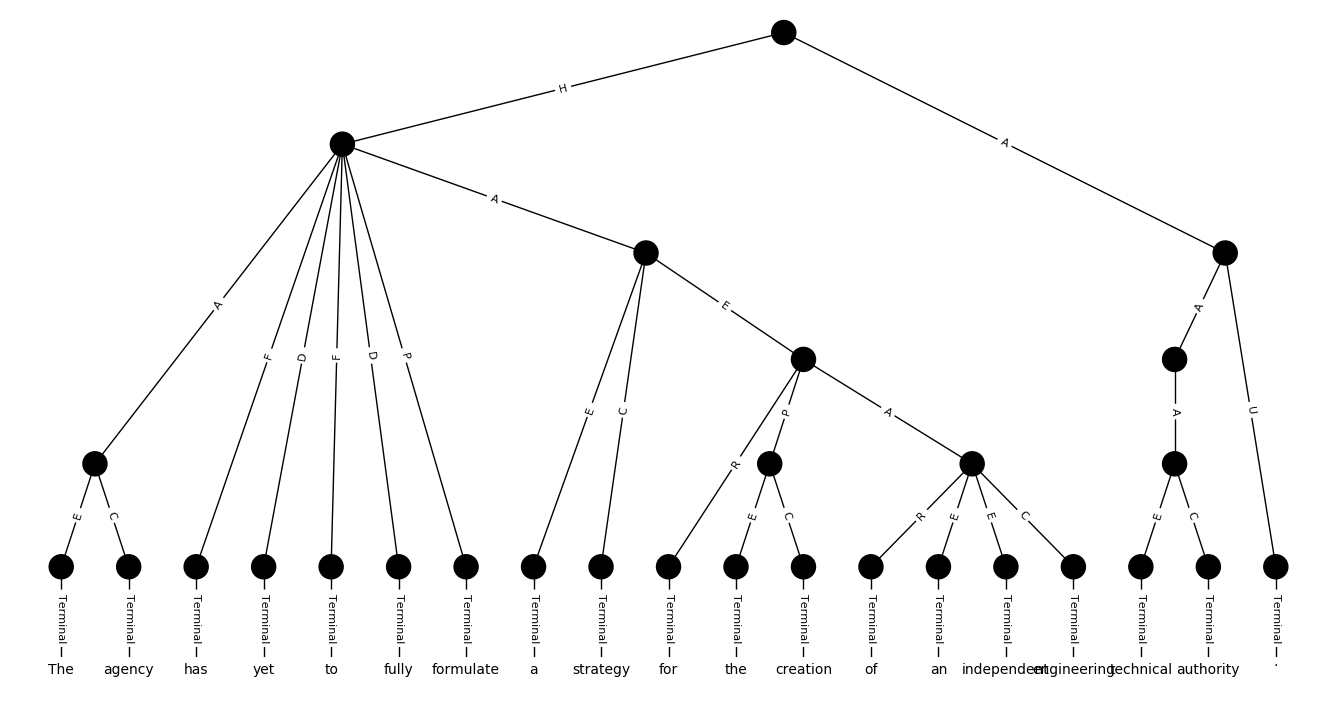 H
A
A
A
A
F
D
F
D
P
E
A
E
C
P
A
A
U
R
E
C
E
C
R
E
E
C
E
C
Terminal Terminal Terminal Terminal Terminal Terminal Terminal Terminal Terminal Terminal Terminal Terminal Terminal Terminal Terminal Terminal Terminal Terminal Terminal
The agency has yet to fully formulate a strategy for the creation of an independent engineering technical authority .